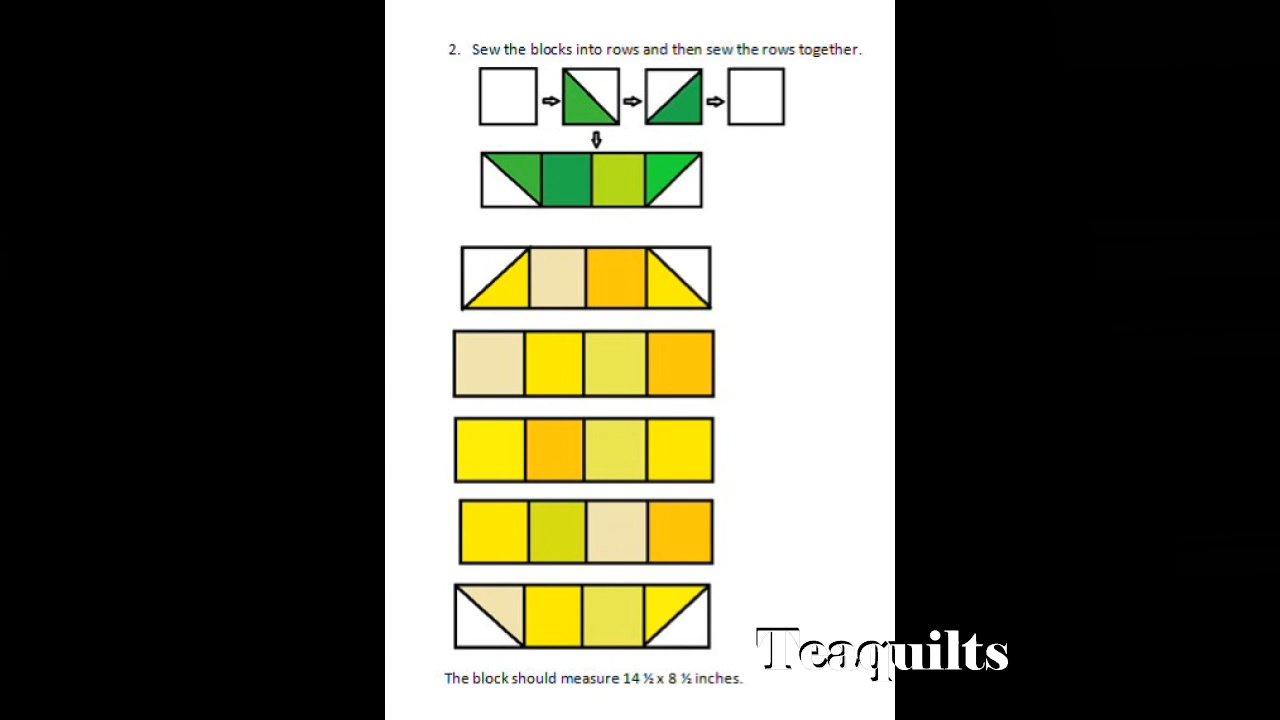 2. Sew the blocks into rows and then sew the rows together.
The block should measure 14 ½ x 8 ½ inches.
Teaquilts